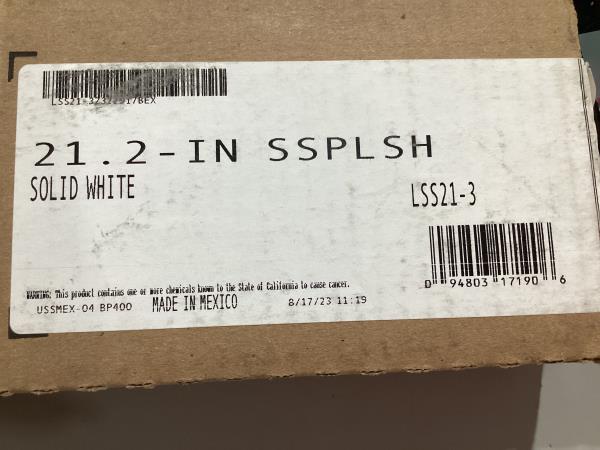 21.2-IN SSPLSH
SOLID WHITE
LSS21-3
D 94803 17190 6
WARNING: This product contains one or more chemicals known to the State of California to cause cancer.
USSMEX-04 BP400 MADE IN MEXICO 8/17/23 11:19